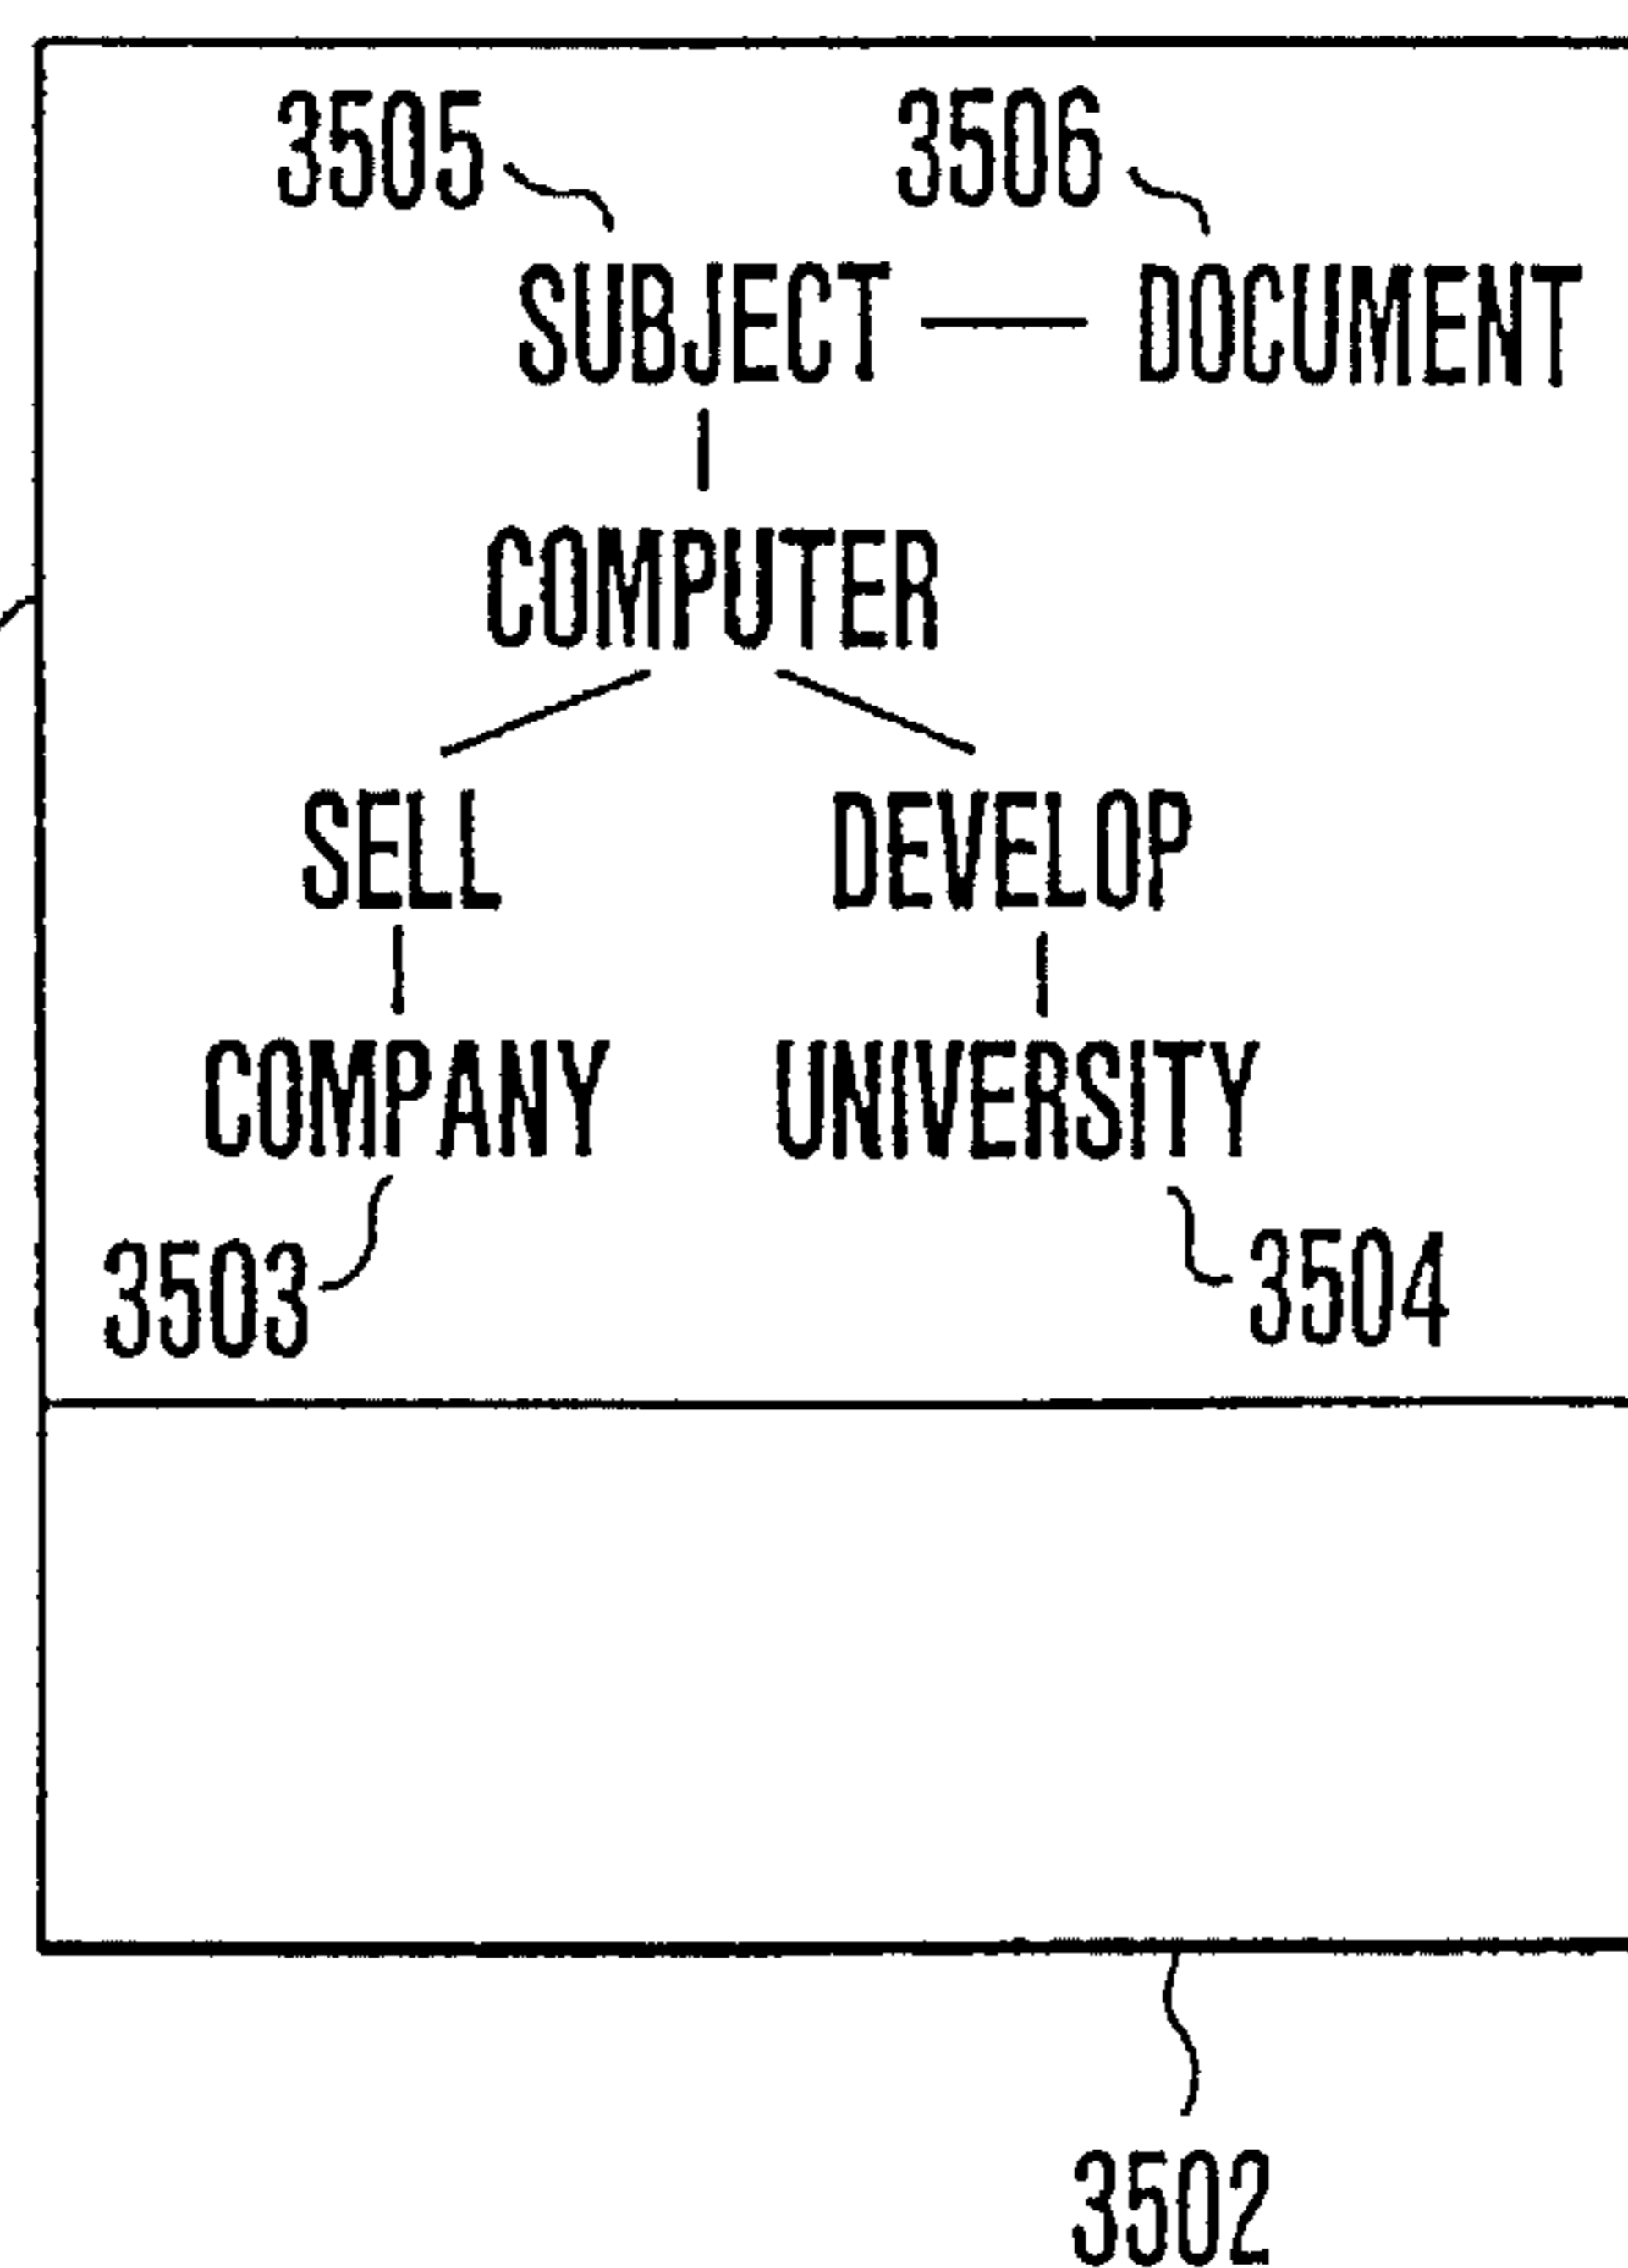 3505 3506
SUBJECT DOCUMENT
COMPUTER
SELL DEVELOP
COMPANY UNIVERSITY
3503 3504
3502